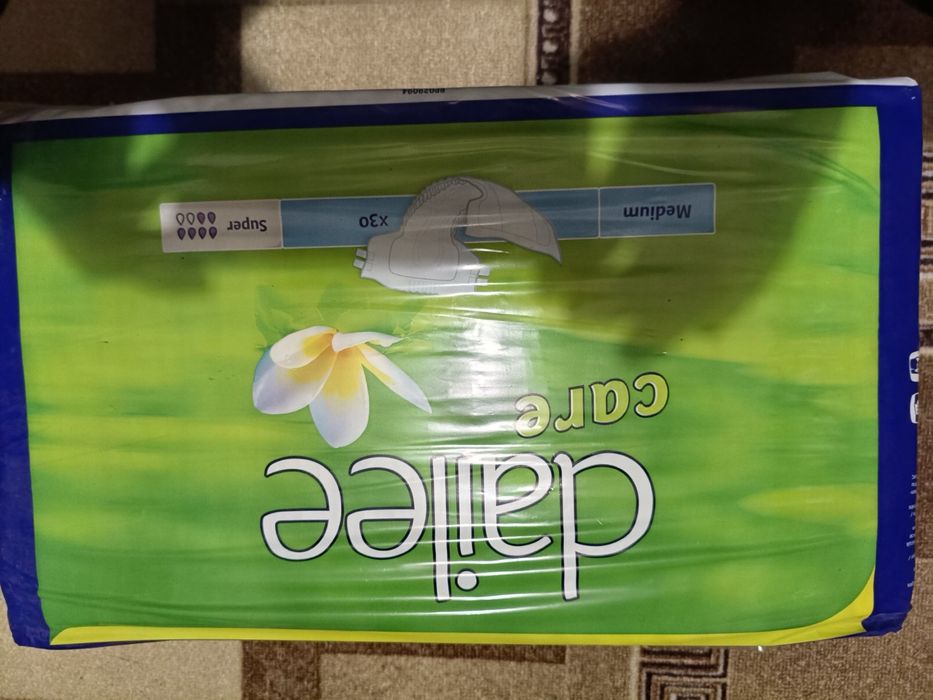 dailee
care
Medium
x30
Super